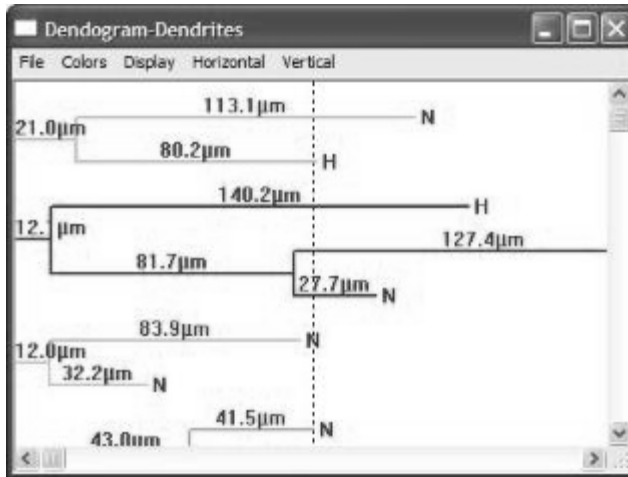 Dendogram-Dendrites
File Colors Display Horizontal Vertical
113.1µm N
21.0µm
80.2µm H
140.2µm H
12. µm
127.4µm
81.7µm
27.7µm N
83.9µm N
12.0µm
32.2µm N
41.5µm N
43.0µm